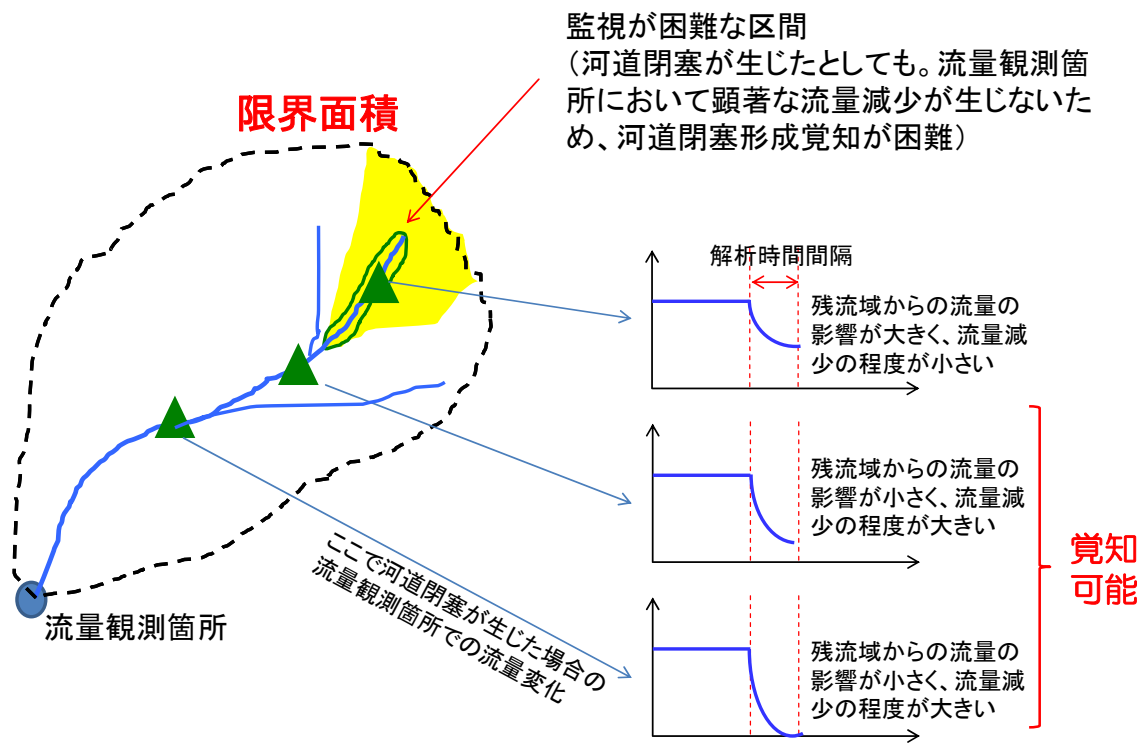 監視が困難な区間
（河道閉塞が生じたとしても。流量観測箇
所において顕著な流量減少が生じないた
め、河道閉塞形成覚知が困難）
限界面積
解析時間間隔
残流域からの流量の
影響が大きく、流量減
少の程度が小さい
残流域からの流量の
影響が小さく、流量減
少の程度が大きい
覚知
可能
ここで河道閉塞が生じた場合の
流量観測箇所での流量変化
流量観測箇所
残流域からの流量の
影響が小さく、流量減
少の程度が大きい